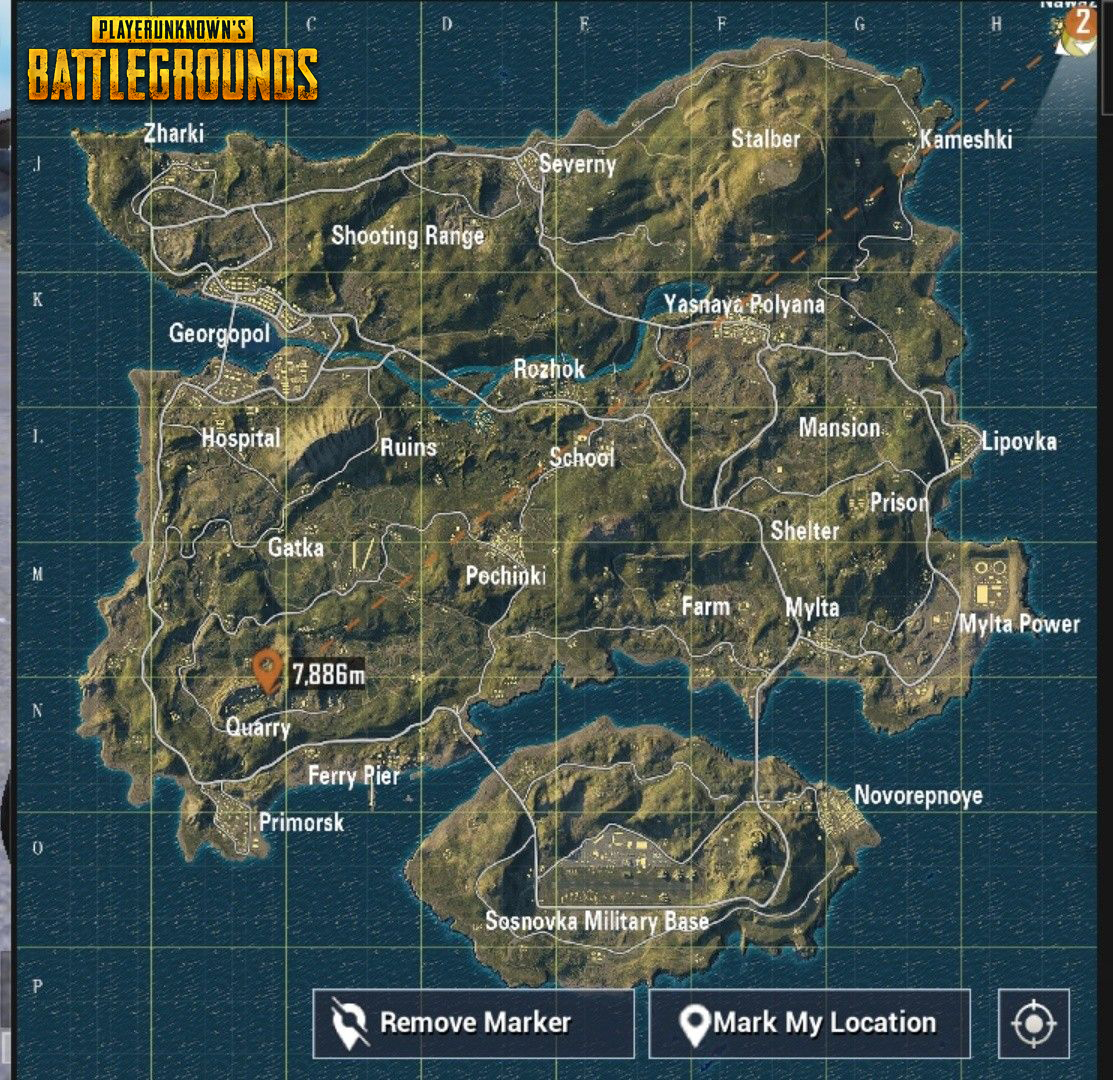 PLAYERUNKNOWN'S
BATTLEGROUNDS
C
D
E
F
G
H
2
Zharki
J
Severny
Stalber
Kameshki
Shooting Range
K
Yasnaya Polyana
Georgopol
Rozhok
L
Hospital
Ruins
School
Mansion
Lipovka
Prison
Shelter
Gatka
M
Pochinki
Farm
Mylta
Mylta Power
7,886m
N
Quarry
Ferry Pier
Novorepnoye
Primorsk
O
Sosnovka Military Base
P
Remove Marker
Mark My Location